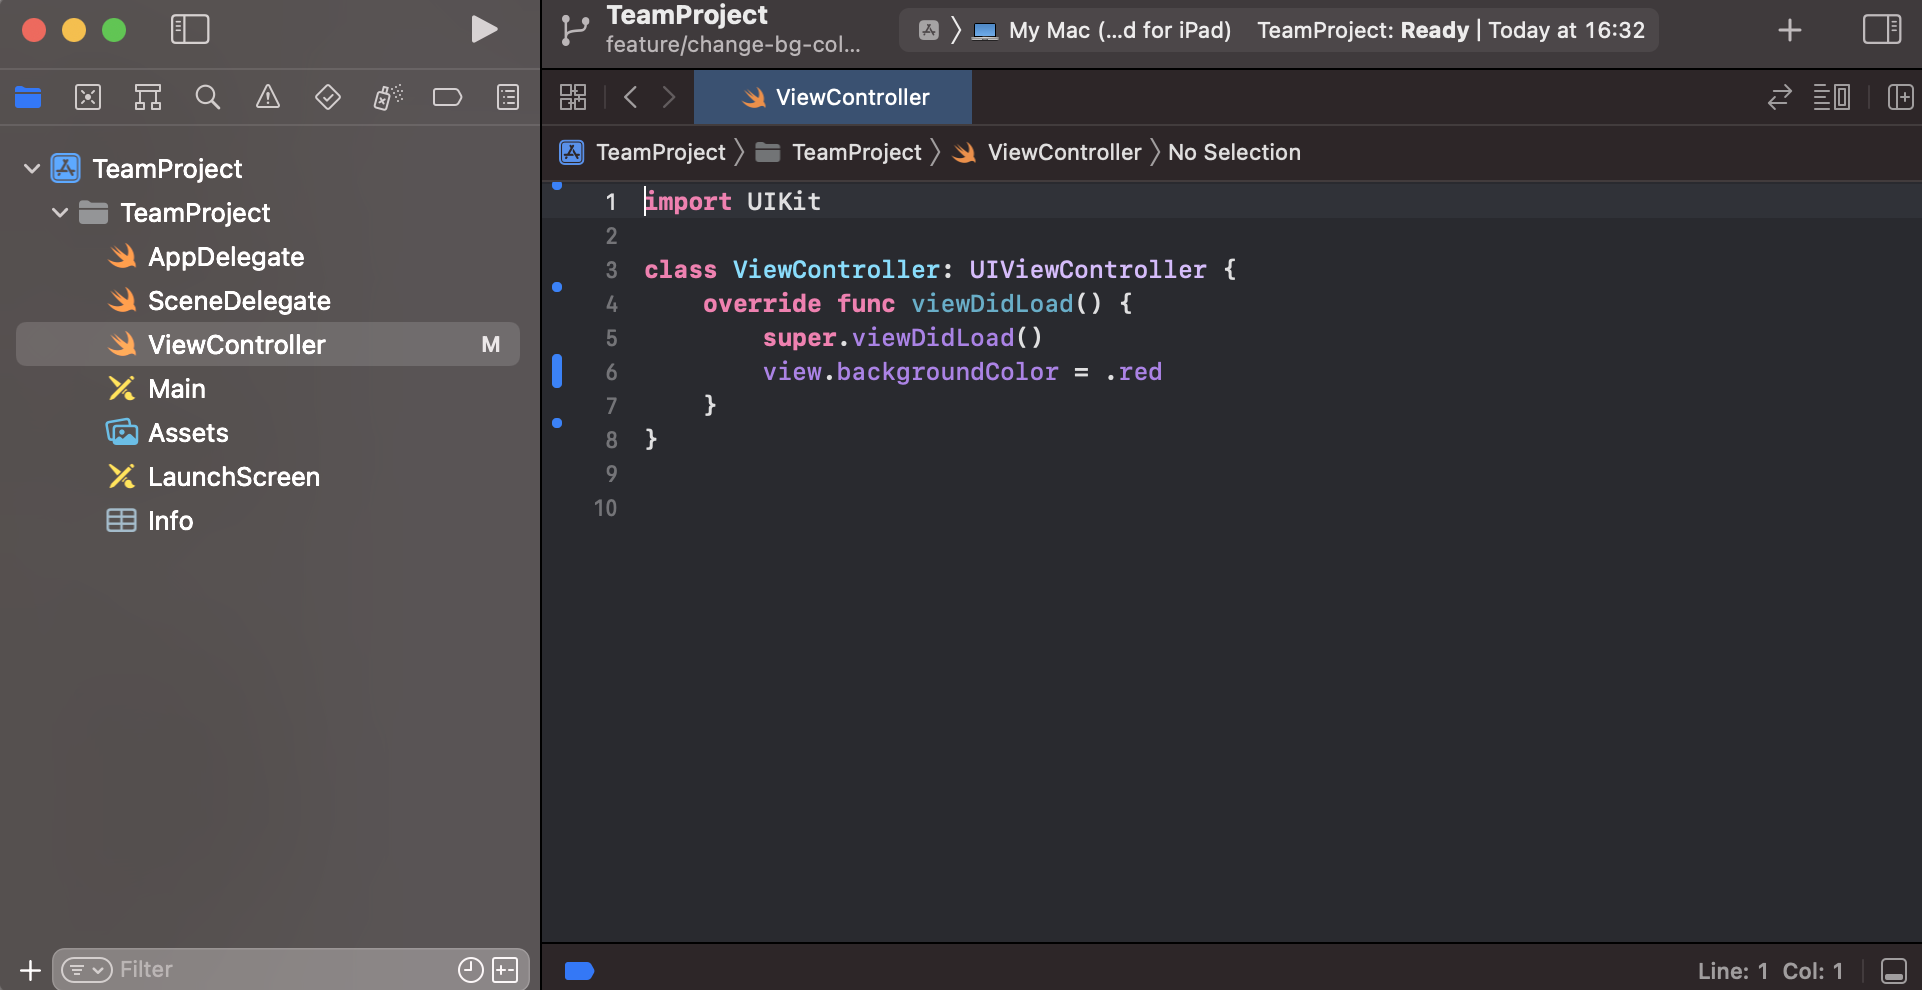 TeamProject
feature/change-bg-col...
My Mac (...d for iPad)
TeamProject: Ready | Today at 16:32
ViewController
TeamProject
TeamProject
AppDelegate
SceneDelegate
ViewController M
Main
Assets
LaunchScreen
Info
Filter
TeamProject TeamProject ViewController No Selection
1 import UIKit
2
3 class ViewController: UIViewController {
4 override func viewDidLoad() {
5 super.viewDidLoad()
6 view.backgroundColor = .red
7 }
8 }
9
10
Line: 1 Col: 1